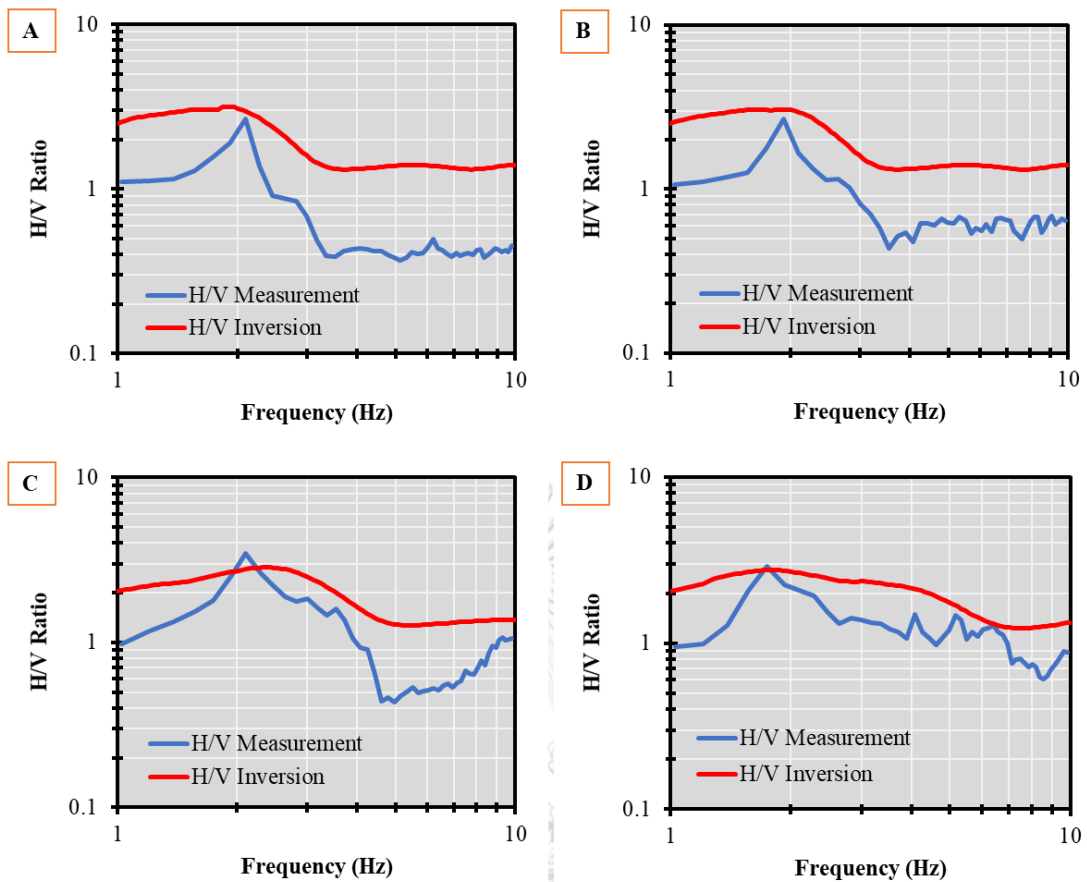 A
10
1
0.1
H/V Ratio
H/V Measurement
H/V Inversion
1
10
Frequency (Hz)
B
10
1
0.1
H/V Ratio
H/V Measurement
H/V Inversion
1
10
Frequency (Hz)
C
10
1
0.1
H/V Ratio
H/V Measurement
H/V Inversion
1
10
Frequency (Hz)
D
10
1
0.1
H/V Ratio
H/V Measurement
H/V Inversion
1
10
Frequency (Hz)